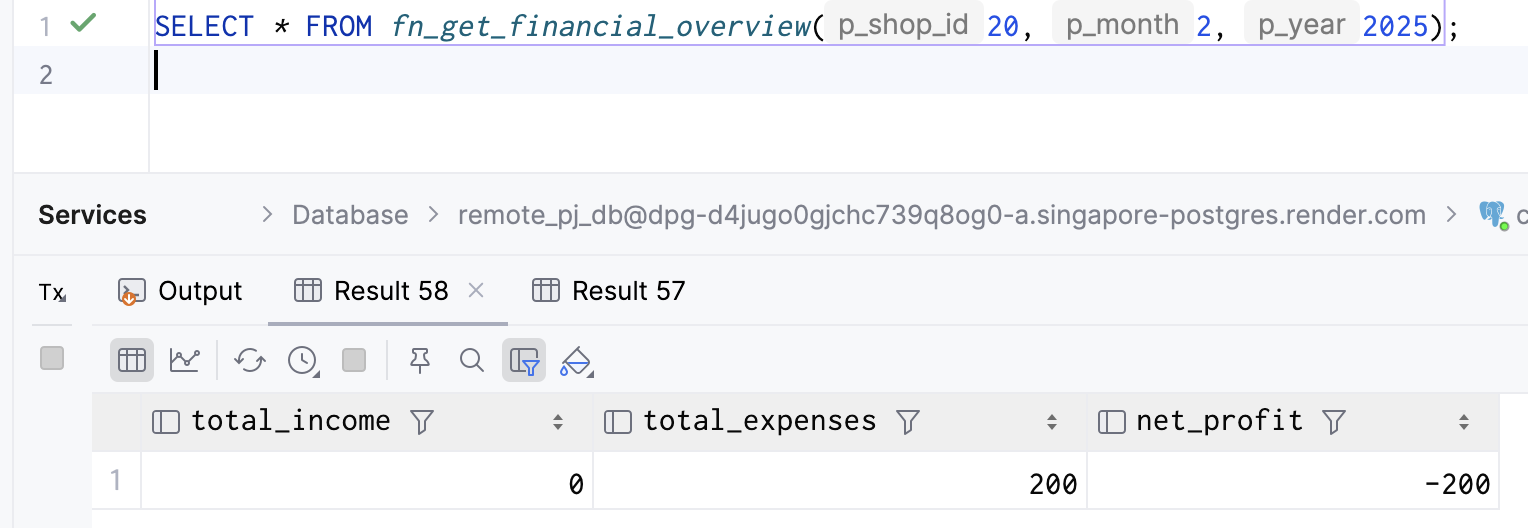 1 SELECT * FROM fn_get_financial_overview( p_shop_id 20, p_month 2, p_year 2025);
2
Services > Database > remote_pj_db@dpg-d4jugo0gjchc739q8og0-a.singapore-postgres.render.com > c
Tx Output Result 58 × Result 57
total_income total_expenses net_profit
1 0 200 -200